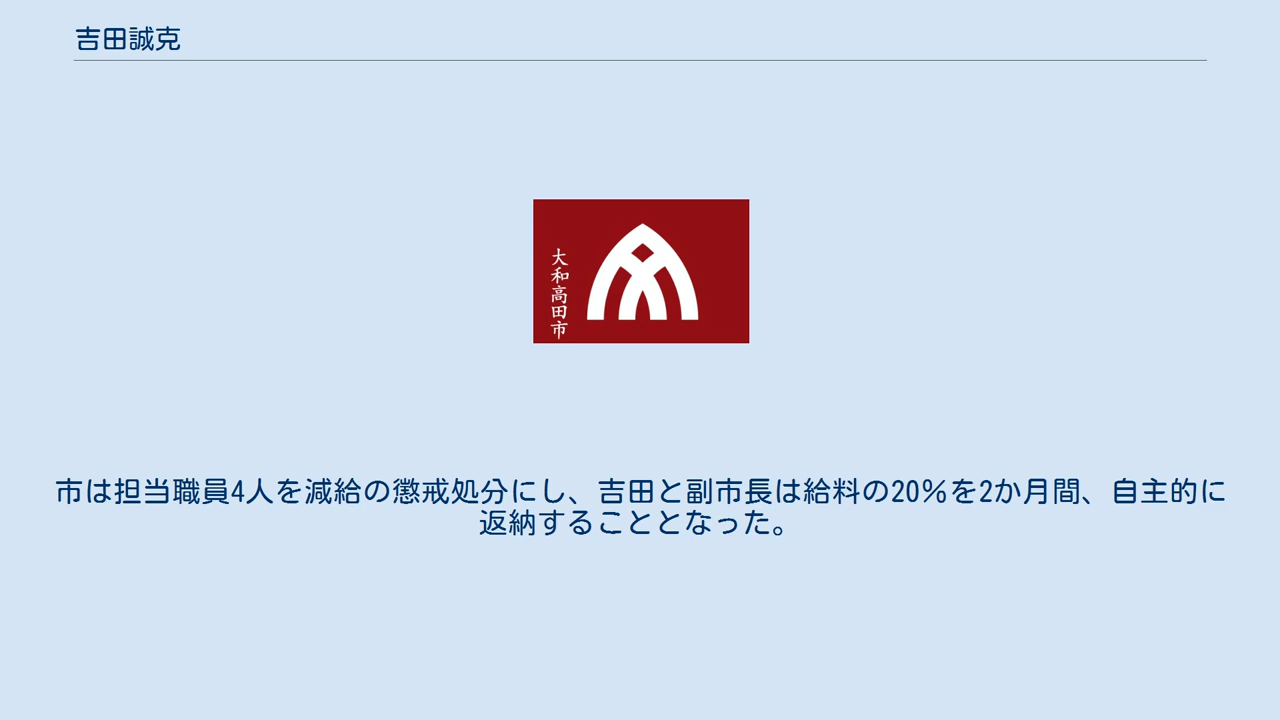 吉田誠克
大和高田市
市は担当職員4人を減給の懲戒処分にし、吉田と副市長は給料の20%を2か月間、自主的に
返納することとなった。